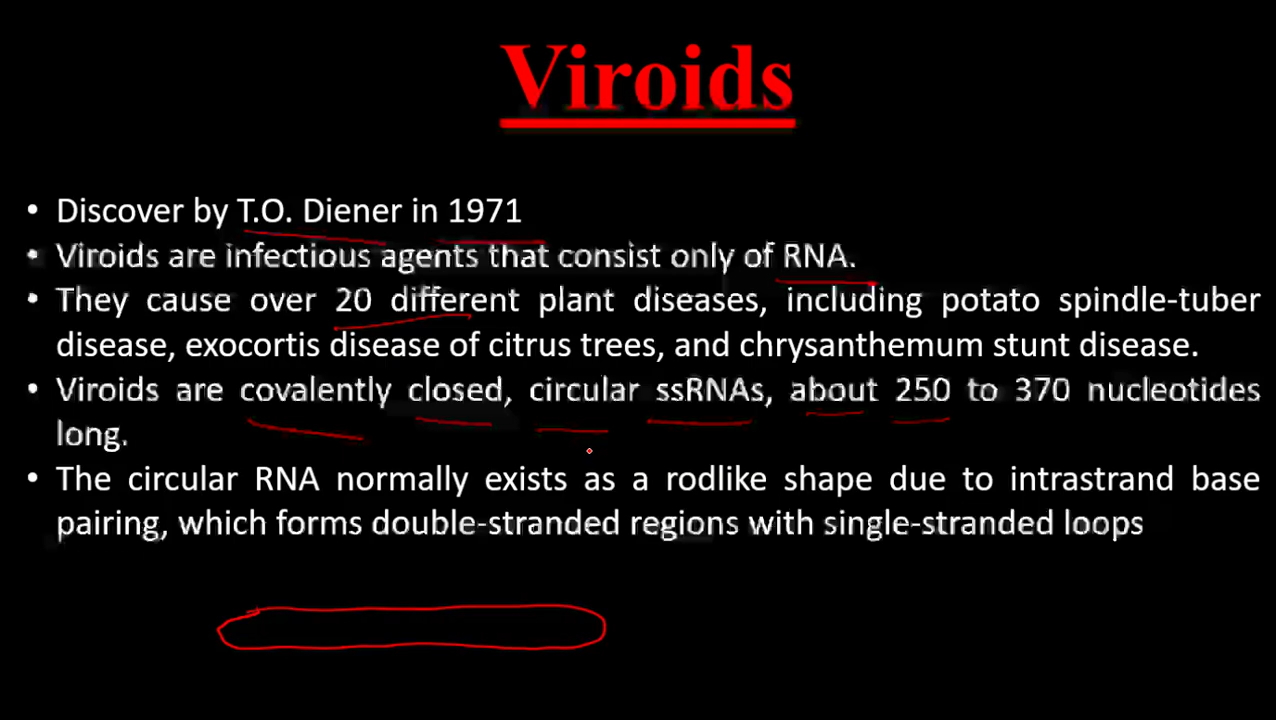 Viroids
• Discover by T.O. Diener in 1971
• Viroids are infectious agents that consist only of RNA.
• They cause over 20 different plant diseases, including potato spindle-tuber
disease, exocortis disease of citrus trees, and chrysanthemum stunt disease.
• Viroids are covalently closed, circular ssRNAs, about 250 to 370 nucleotides
long.
• The circular RNA normally exists as a rodlike shape due to intrastrand base
pairing, which forms double-stranded regions with single-stranded loops